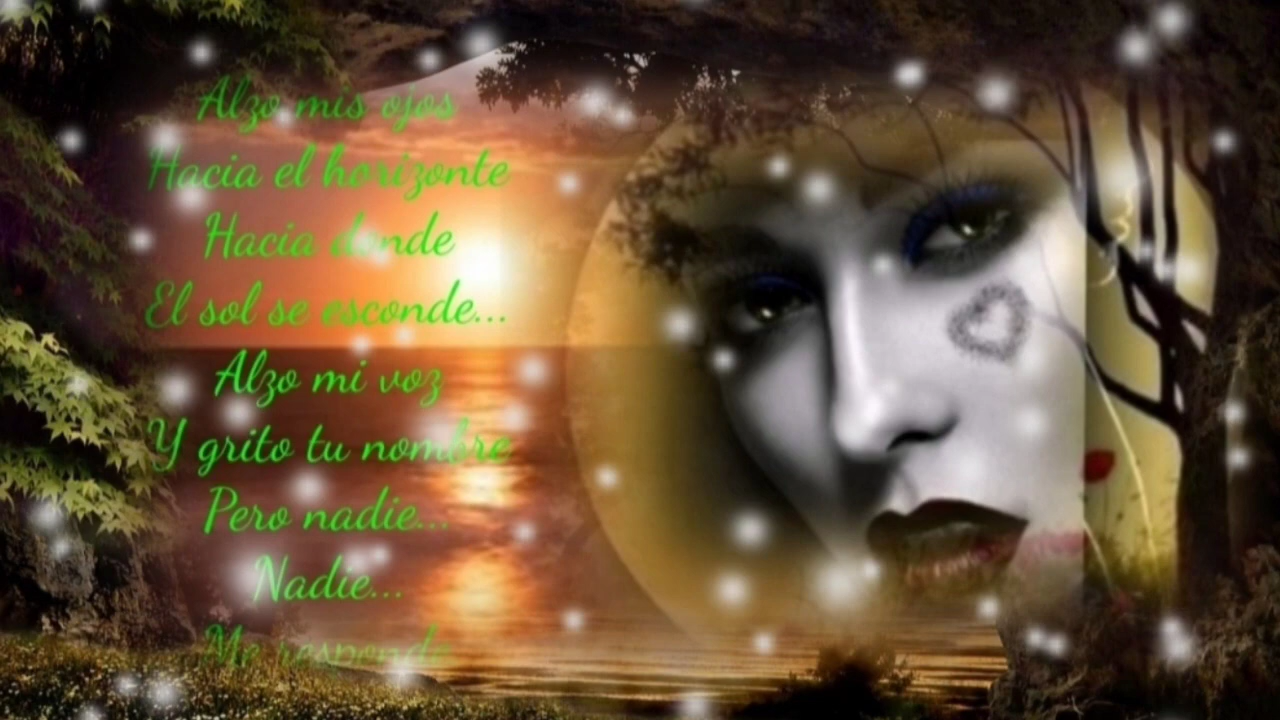 Alzo mis ojos
Hacia el horizonte
Hacia donde
El sol se esconde...
Alzo mi voz
Y grito tu nombre
Pero nadie...
Nadie...
Me responde